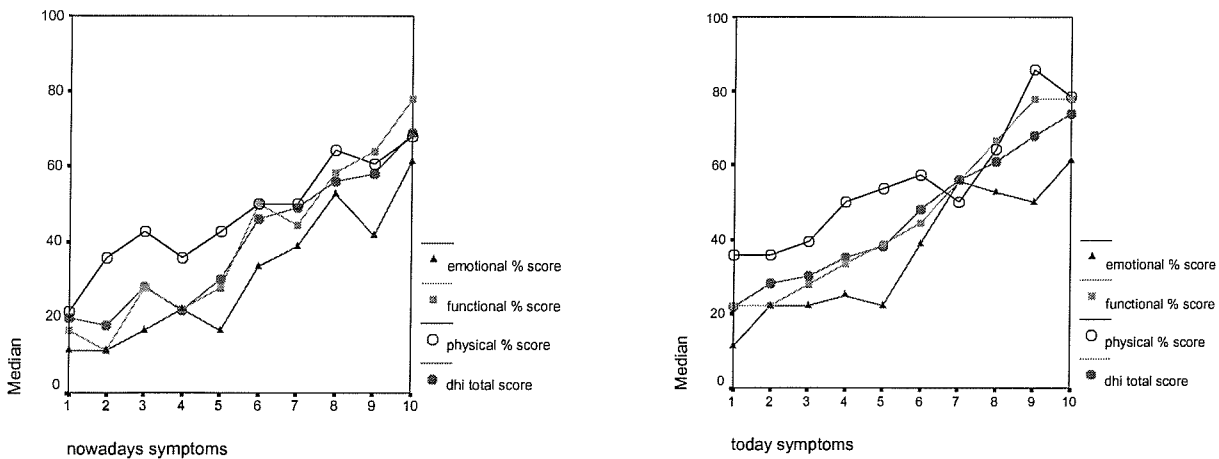 100
80
60
40
20
0
Median
1 2 3 4 5 6 7 8 9 10
nowadays symptoms
emotional % score
functional % score
physical % score
dhi total score
100
80
60
40
20
0
Median
1 2 3 4 5 6 7 8 9 10
today symptoms
emotional % score
functional % score
physical % score
dhi total score